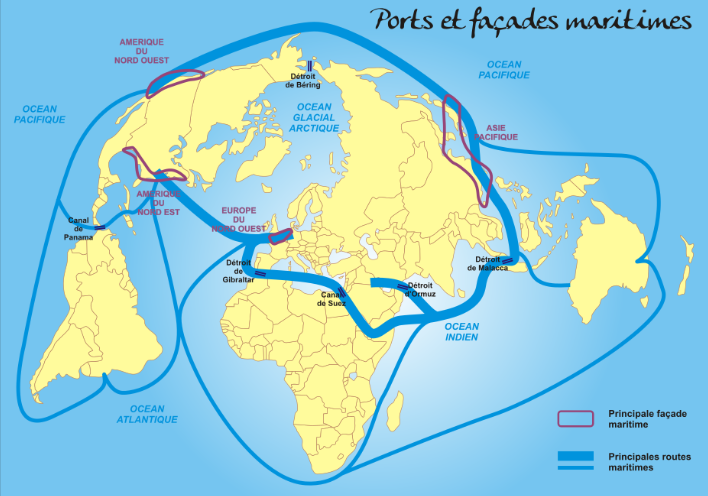 Ports et façades maritimes
AMERIQUE
DU
NORD OUEST
OCEAN
PACIFIQUE
Détroit
de Béring
OCEAN
PACIFIQUE
OCEAN
GLACIAL
ARCTIQUE
ASIE
PACIFIQUE
AMERIQUE
DU
NORD EST
EUROPE
DU
NORD OUEST
Canal
de
Panama
Détroit
de
Gibraltar
Canal
de Suez
Détroit
d'Ormuz
Détroit
de Malacca
OCEAN
INDIEN
OCEAN
ATLANTIQUE
Principale façade
maritime
Principales routes
maritimes